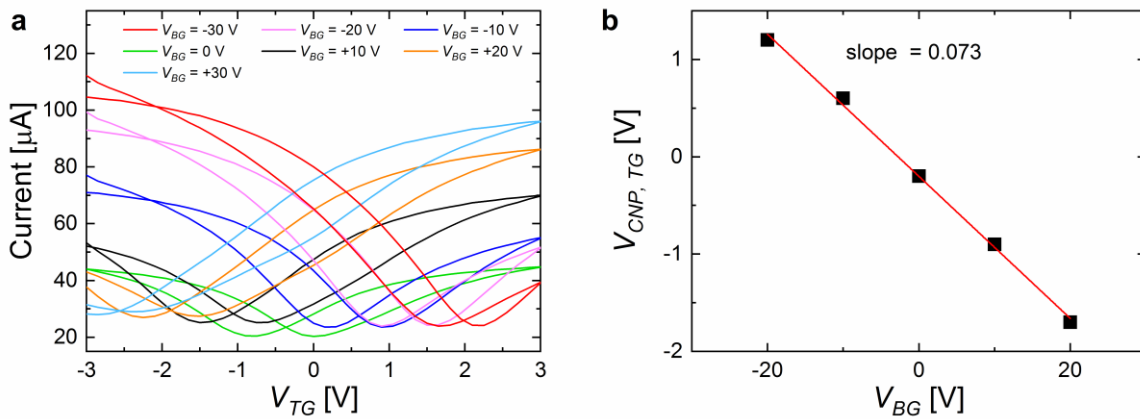 a
V_BG = -30 V V_BG = -20 V V_BG = -10 V
V_BG = 0 V V_BG = +10 V V_BG = +20 V
V_BG = +30 V
120
100
80
60
40
20
Current [μA]
-3 -2 -1 0 1 2 3
V_TG [V]
b
slope = 0.073
1
0
-1
-2
V_CNP, TG [V]
-20 0 20
V_BG [V]